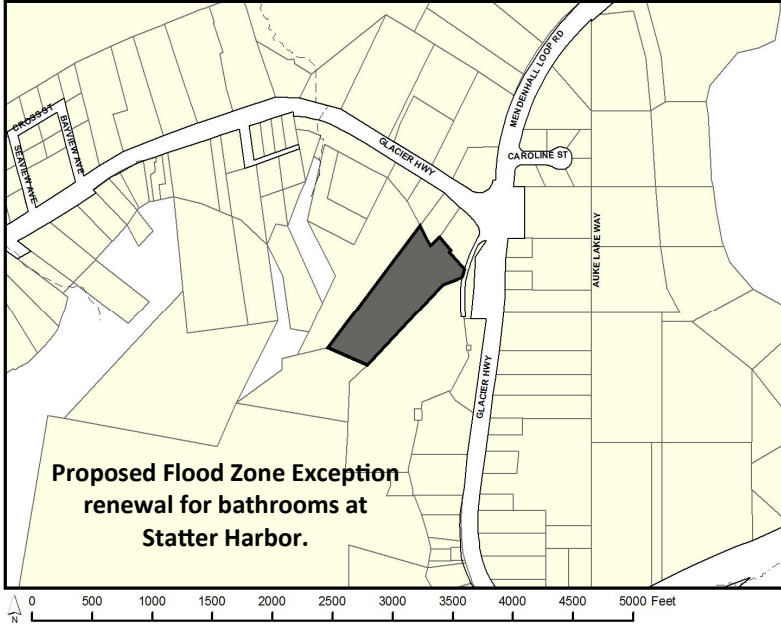 MENDENHALL LOOP RD
CROSS ST
BAYVIEW AVE
SEAVIEW AVE
GLACIER HWY
CAROLINE ST
AUKE LAKE WAY
GLACIER HWY
Proposed Flood Zone Exception
renewal for bathrooms at
Statter Harbor.
N
0 500 1000 1500 2000 2500 3000 3500 4000 4500 5000 Feet